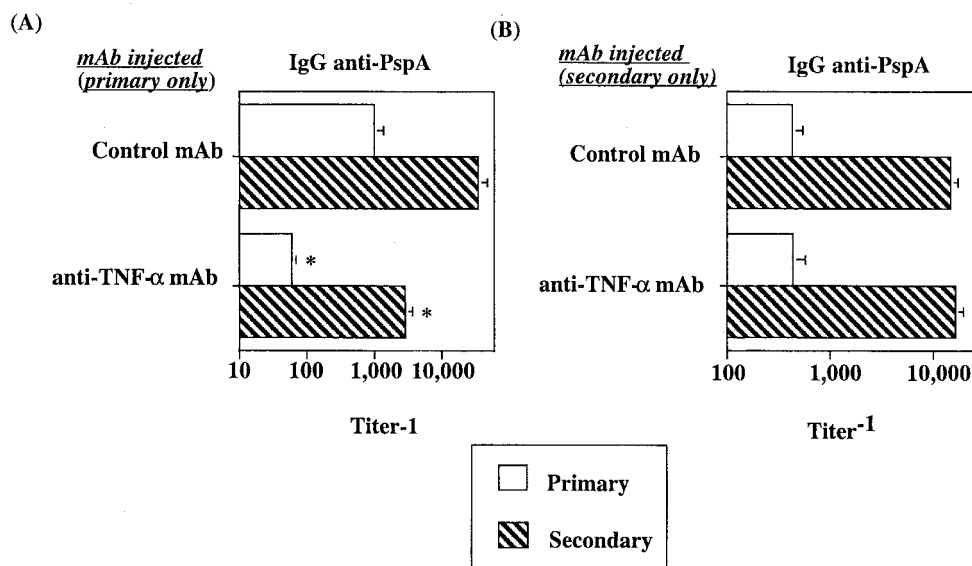 (A)
mAb injected
(primary only)
IgG anti-PspA
Control mAb
anti-TNF-α mAb
*
*
10 100 1,000 10,000
Titer-1
(B)
mAb injected
(secondary only)
IgG anti-PspA
Control mAb
anti-TNF-α mAb
100 1,000 10,000
Titer-1
Primary
Secondary